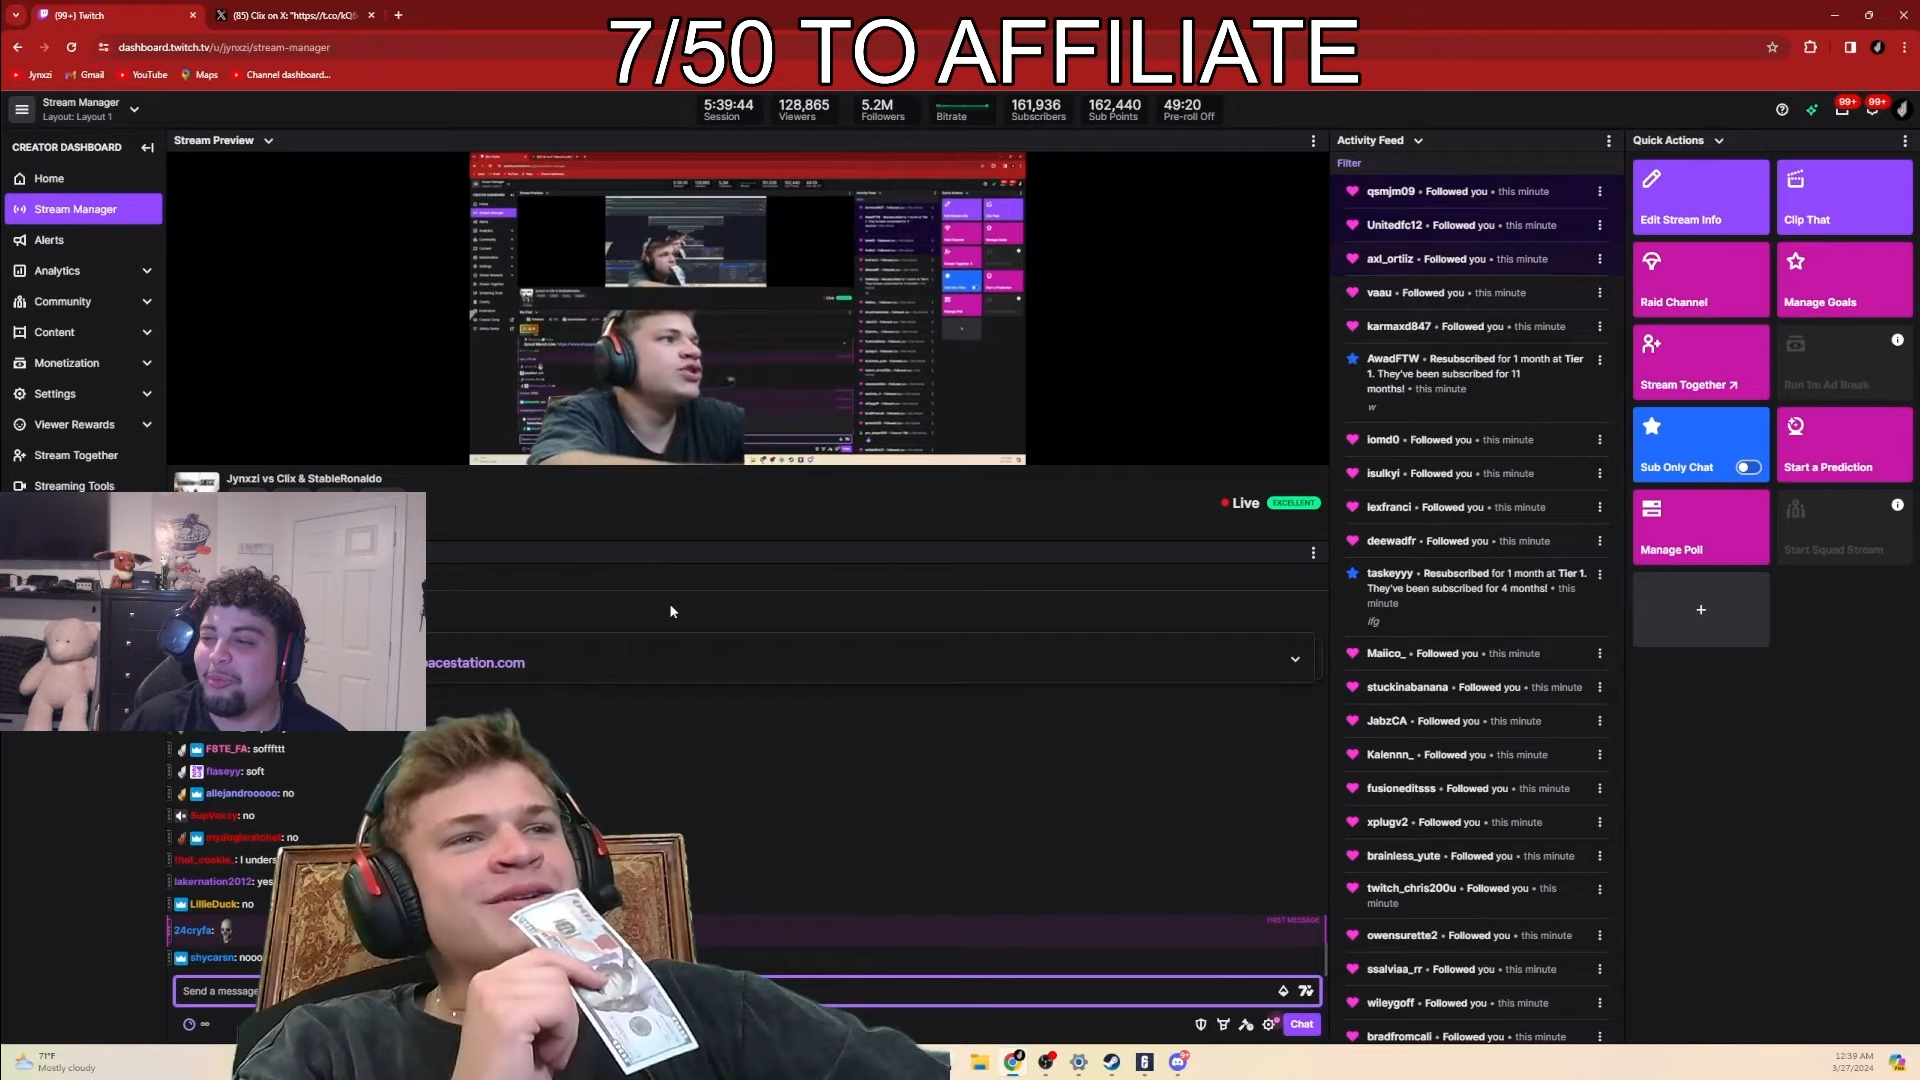 (99+) Twitch
(85) Clix on X: "https://t.co/kQ6
7/50 TO AFFILIATE
dashboard.twitch.tv/u/jynxzi/stream-manager
Jynxzi
Gmail
YouTube
Maps
Channel dashboard...
Stream Manager
Layout: Layout 1
5:39:44
Session
128,865
Viewers
5.2M
Followers
Bitrate
161,936
Subscribers
162,440
Sub Points
49:20
Pre-roll Off
99+
99+
CREATOR DASHBOARD
Home
Stream Manager
Alerts
Analytics
Community
Content
Monetization
Settings
Viewer Rewards
Stream Together
Streaming Tools
Stream Preview
Jynxzi vs Clix & StableRonaldo
Live
EXCELLENT
pacestation.com
F8TE_FA: sofffttt
flaseyy: soft
allejandrooooo: no
SupVexzy: no
mydogisratchet: no
that_cookie_: I unders
lakernation2012: yes
LillieDuck: no
FIRST MESSAGE
24cryfa:
shycarsn: nooo
Send a message
Chat
Activity Feed
Filter
qsmjm09 • Followed you • this minute
Unitedfc12 • Followed you • this minute
axl_ortiiz • Followed you • this minute
vaau • Followed you • this minute
karmaxd847 • Followed you • this minute
AwadFTW • Resubscribed for 1 month at Tier
1. They've been subscribed for 11
months! • this minute
w
iomd0 • Followed you • this minute
isulkyi • Followed you • this minute
lexfranci • Followed you • this minute
deewadfr • Followed you • this minute
taskeyyy • Resubscribed for 1 month at Tier 1.
They've been subscribed for 4 months! • this
minute
lfg
Maiico_ • Followed you • this minute
stuckinabanana • Followed you • this minute
JabzCA • Followed you • this minute
Kalennn_ • Followed you • this minute
fusioneditsss • Followed you • this minute
xplugv2 • Followed you • this minute
brainless_yute • Followed you • this minute
twitch_chris200u • Followed you • this
minute
owensurette2 • Followed you • this minute
ssalviaa_rr • Followed you • this minute
wileygoff • Followed you • this minute
bradfromcali • Followed you • this minute
Quick Actions
Edit Stream Info
Clip That
Raid Channel
Manage Goals
Stream Together
Run 1m Ad Break
Sub Only Chat
Start a Prediction
Manage Poll
Start Squad Stream
71°F
Mostly cloudy
12:39 AM
3/27/2024